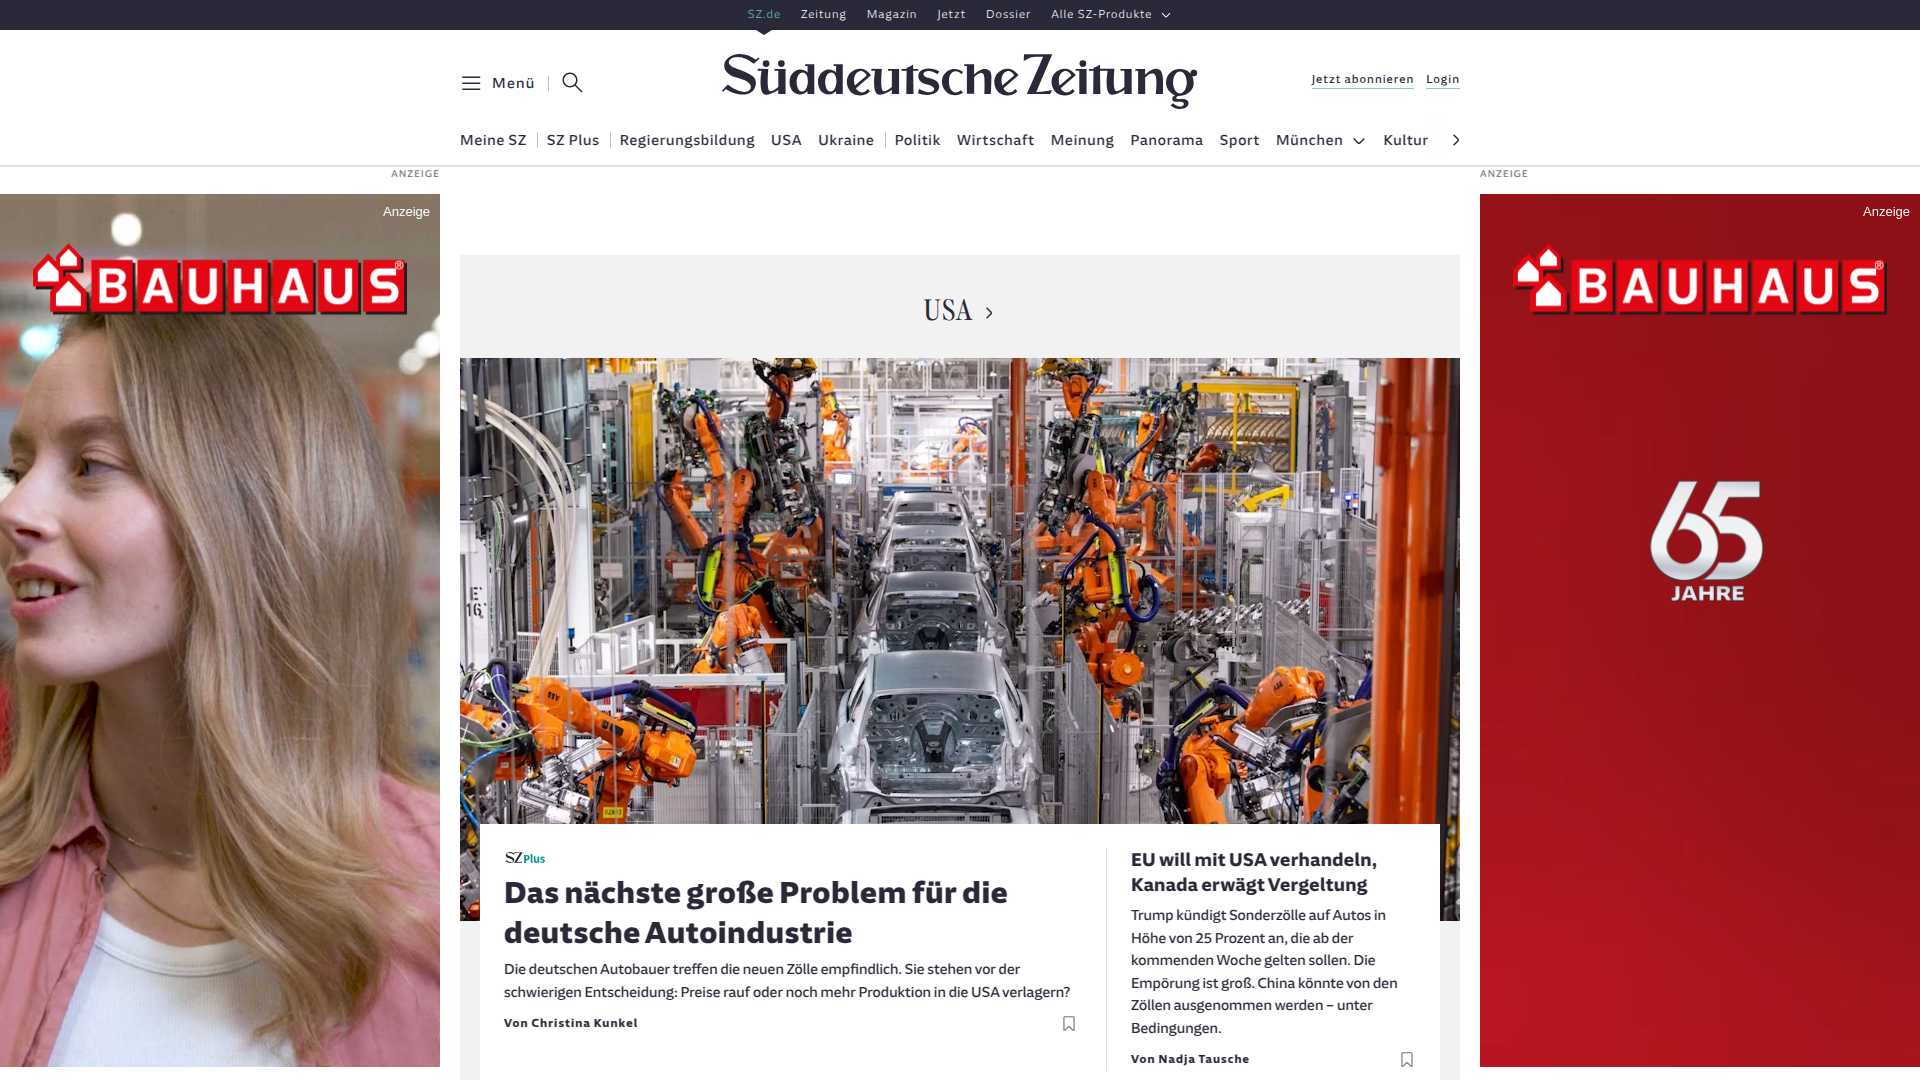 SZ.de Zeitung Magazin Jetzt Dossier Alle SZ-Produkte
Menü
Süddeutsche Zeitung
Jetzt abonnieren Login
Meine SZ SZ Plus Regierungsbildung USA Ukraine Politik Wirtschaft Meinung Panorama Sport München Kultur
ANZEIGE
ANZEIGE
Anzeige
BAUHAUS®
Anzeige
BAUHAUS®
65
JAHRE
USA
SZ Plus
Das nächste große Problem für die
deutsche Autoindustrie
Die deutschen Autobauer treffen die neuen Zölle empfindlich. Sie stehen vor der
schwierigen Entscheidung: Preise rauf oder noch mehr Produktion in die USA verlagern?
Von Christina Kunkel
EU will mit USA verhandeln,
Kanada erwägt Vergeltung
Trump kündigt Sonderzölle auf Autos in
Höhe von 25 Prozent an, die ab der
kommenden Woche gelten sollen. Die
Empörung ist groß. China könnte von den
Zöllen ausgenommen werden – unter
Bedingungen.
Von Nadja Tausche